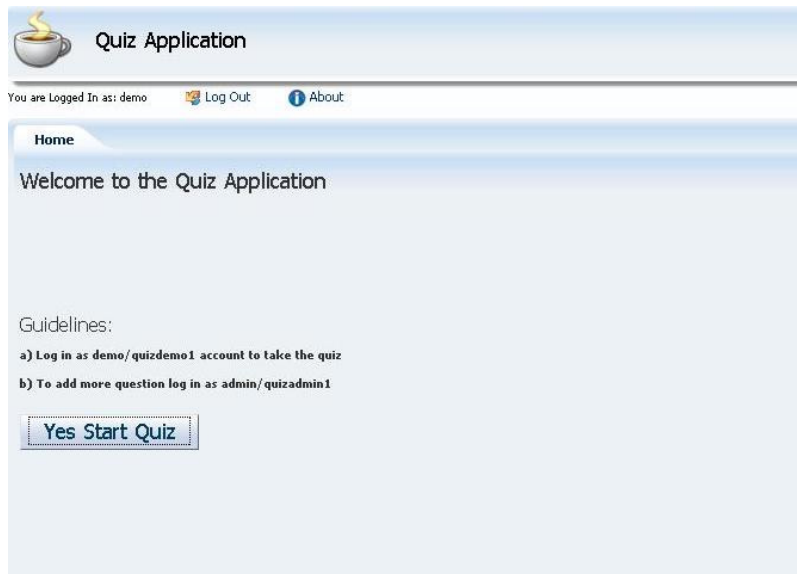 Quiz Application
You are Logged In as: demo Log Out About
Home
Welcome to the Quiz Application
Guidelines:
a) Log in as demo/quizdemo1 account to take the quiz
b) To add more question log in as admin/quizadmin1
Yes Start Quiz